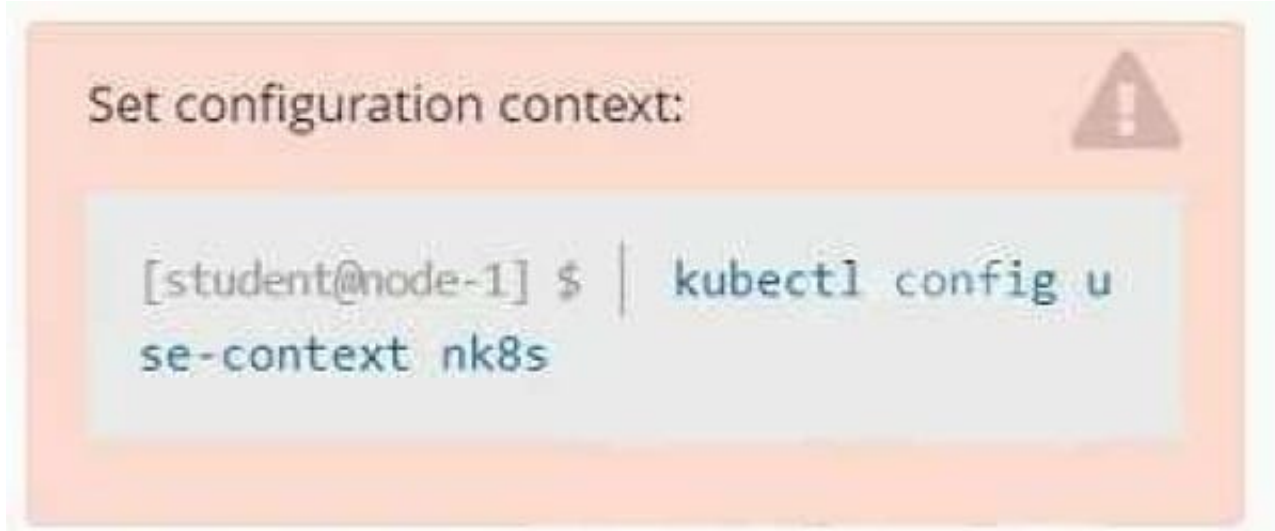 Set configuration context:
[student@node-1] $ | kubectl config u
se-context nk8s